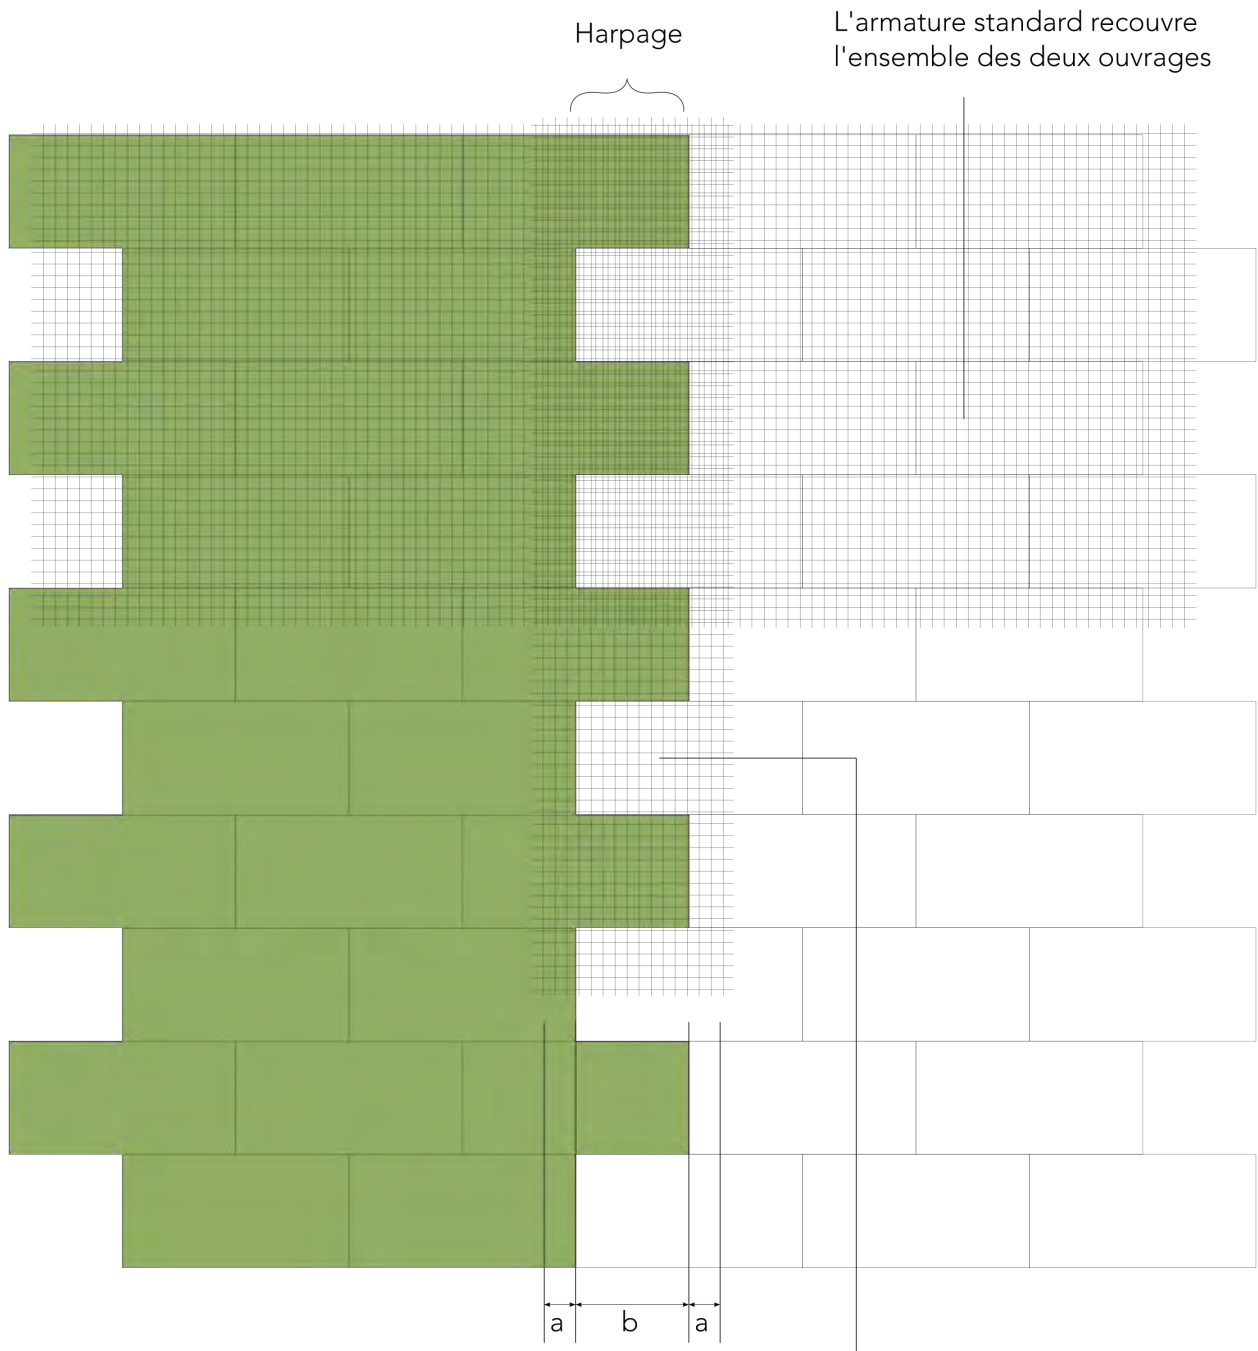 Harpage
L'armature standard recouvre
l'ensemble des deux ouvrages
a
b
a